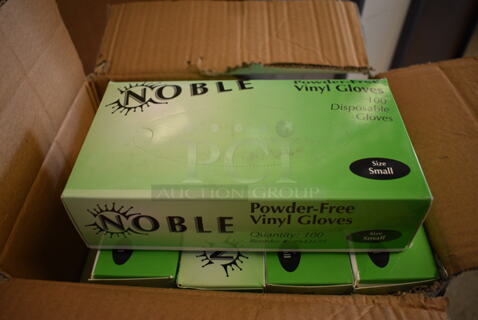 NOBLE
Powder-Free
Vinyl Gloves
100
Disposable
Gloves
Size
Small
PCI
AUCTION GROUP
NOBLE
Powder-Free
Vinyl Gloves
Quantity: 100
Size
Small